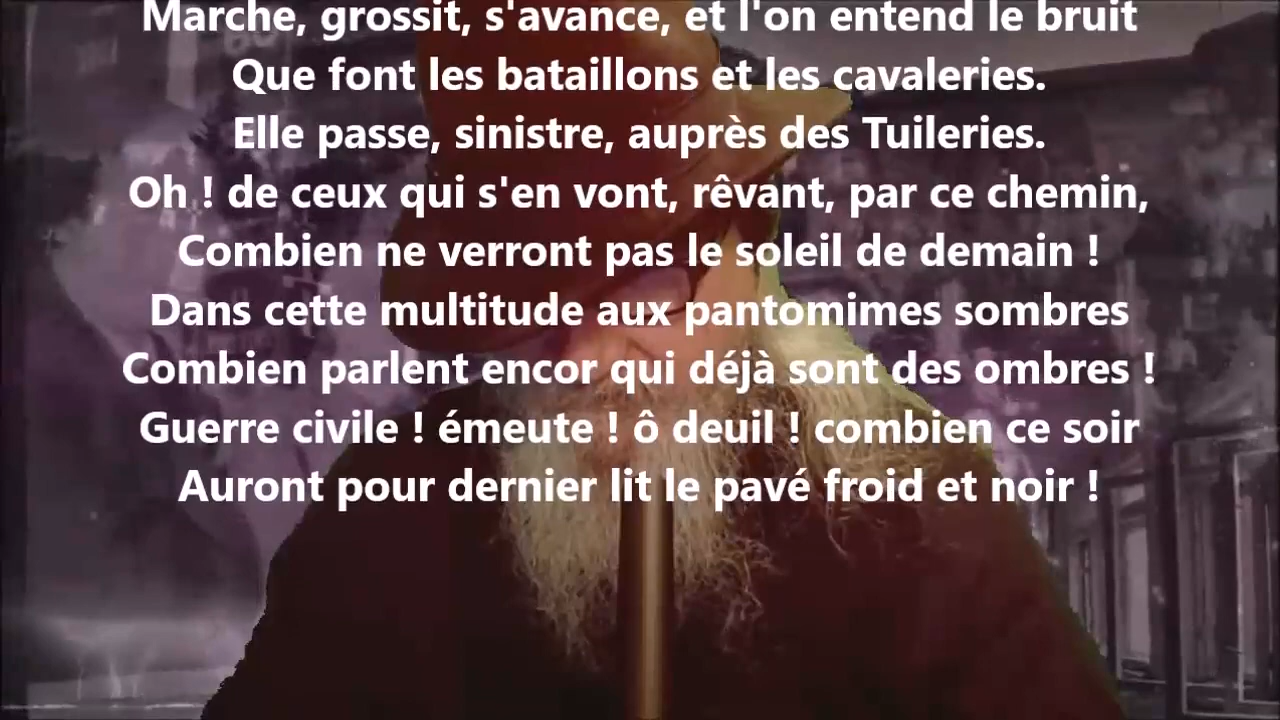 Marche, grossit, s'avance, et l'on entend le bruit
Que font les bataillons et les cavaleries.
Elle passe, sinistre, auprès des Tuileries.
Oh ! de ceux qui s'en vont, rêvant, par ce chemin,
Combien ne verront pas le soleil de demain !
Dans cette multitude aux pantomimes sombres
Combien parlent encor qui déjà sont des ombres !
Guerre civile ! émeute ! ô deuil ! combien ce soir
Auront pour dernier lit le pavé froid et noir !